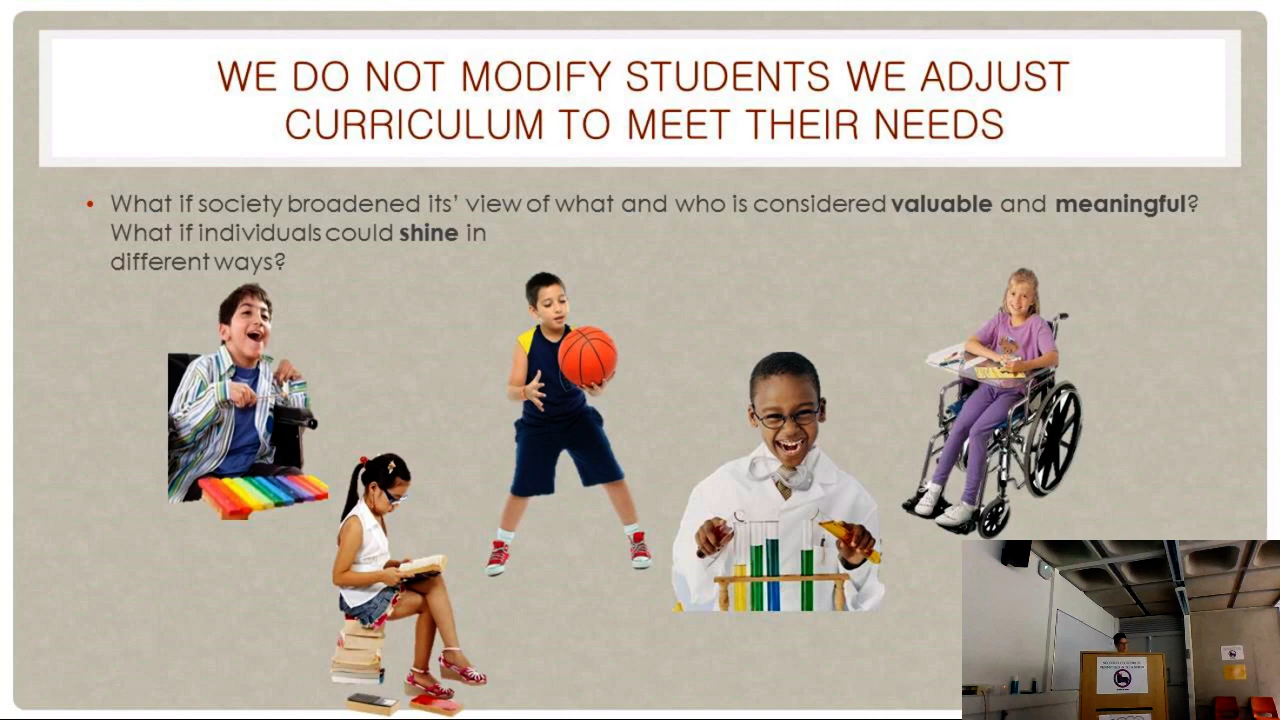 WE DO NOT MODIFY STUDENTS WE ADJUST
CURRICULUM TO MEET THEIR NEEDS
• What if society broadened its’ view of what and who is considered valuable and meaningful?
What if individuals could shine in
different ways?